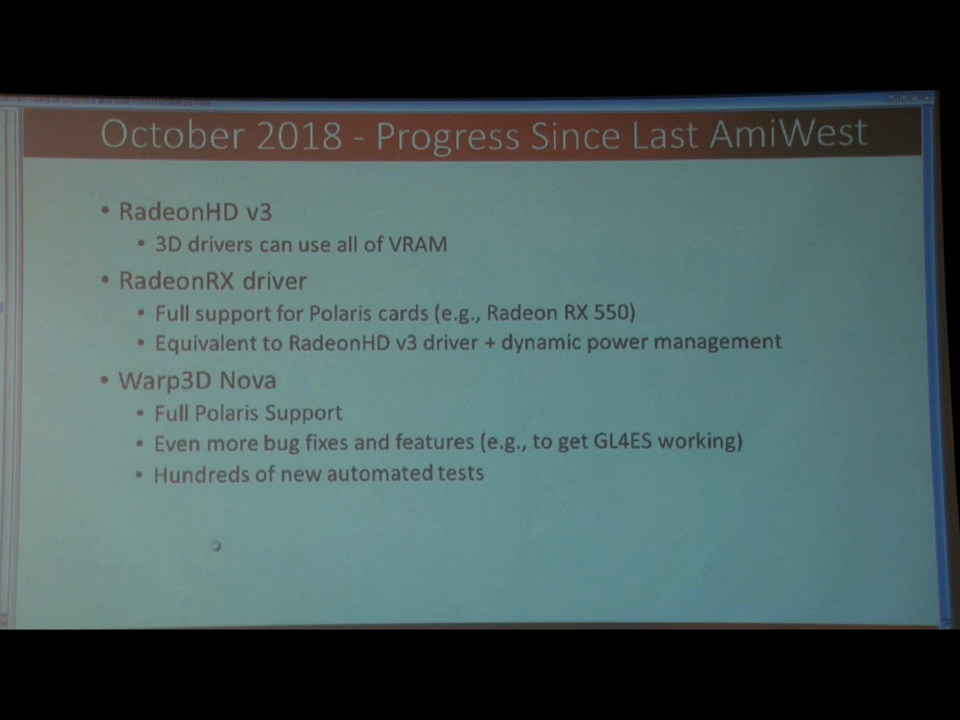 October 2018 - Progress Since Last AmiWest
• RadeonHD v3
• 3D drivers can use all of VRAM
• RadeonRX driver
• Full support for Polaris cards (e.g., Radeon RX 550)
• Equivalent to RadeonHD v3 driver + dynamic power management
• Warp3D Nova
• Full Polaris Support
• Even more bug fixes and features (e.g., to get GL4ES working)
• Hundreds of new automated tests